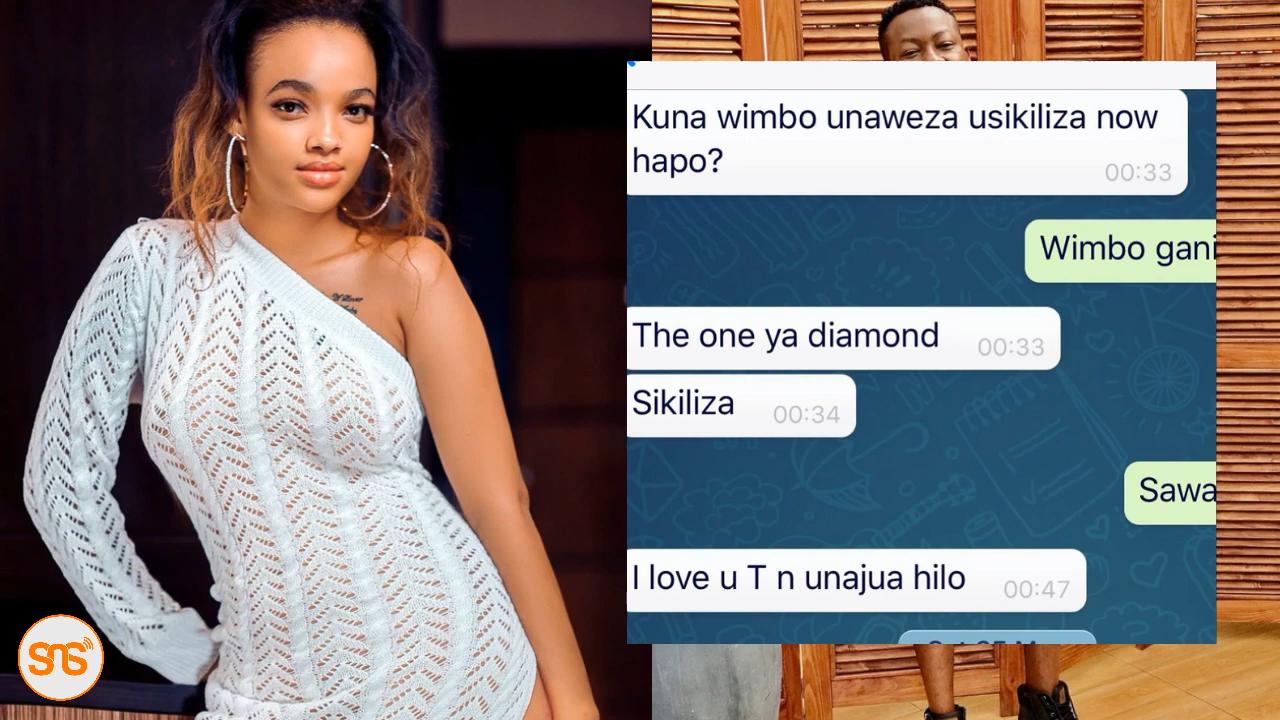 Kuna wimbo unaweza usikiliza now
hapo?
00:33
Wimbo gani
The one ya diamond
00:33
Sikiliza
00:34
Sawa
I love u T n unajua hilo
00:47
SNS